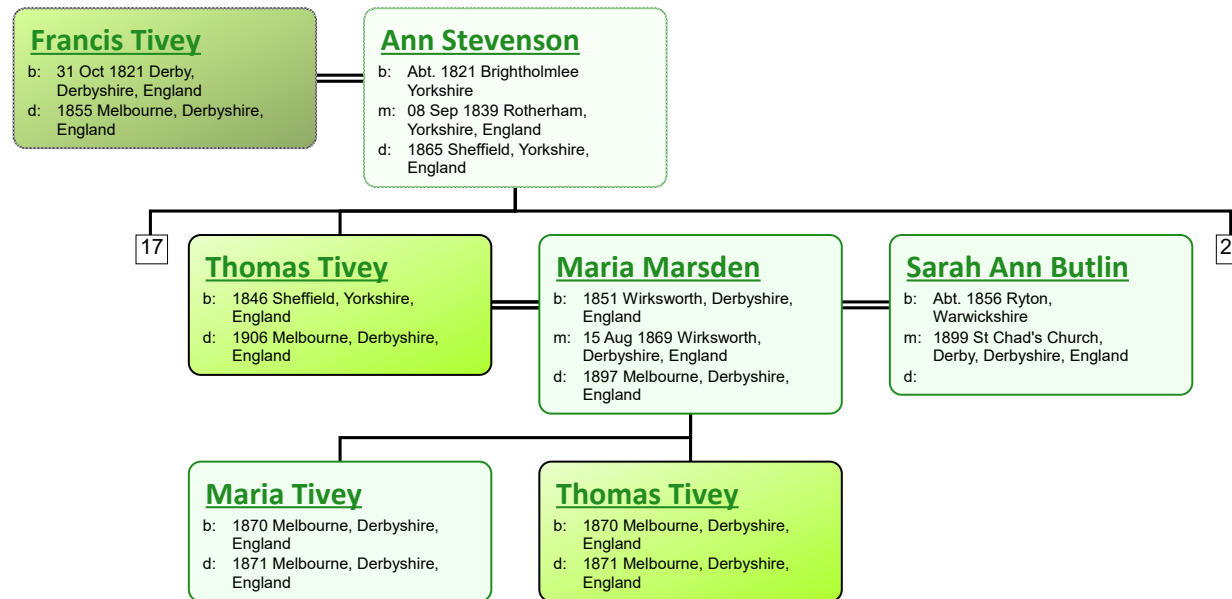 Francis Tivey
b: 31 Oct 1821 Derby,
Derbyshire, England
d: 1855 Melbourne, Derbyshire,
England
Ann Stevenson
b: Abt. 1821 Brightholmlee
Yorkshire
m: 08 Sep 1839 Rotherham,
Yorkshire, England
d: 1865 Sheffield, Yorkshire,
England
17
Thomas Tivey
b: 1846 Sheffield, Yorkshire,
England
d: 1906 Melbourne, Derbyshire,
England
Maria Marsden
b: 1851 Wirksworth, Derbyshire,
England
m: 15 Aug 1869 Wirksworth,
Derbyshire, England
d: 1897 Melbourne, Derbyshire,
England
Sarah Ann Butlin
b: Abt. 1856 Ryton,
Warwickshire
m: 1899 St Chad's Church,
Derby, Derbyshire, England
d:
2
Maria Tivey
b: 1870 Melbourne, Derbyshire,
England
d: 1871 Melbourne, Derbyshire,
England
Thomas Tivey
b: 1870 Melbourne, Derbyshire,
England
d: 1871 Melbourne, Derbyshire,
England